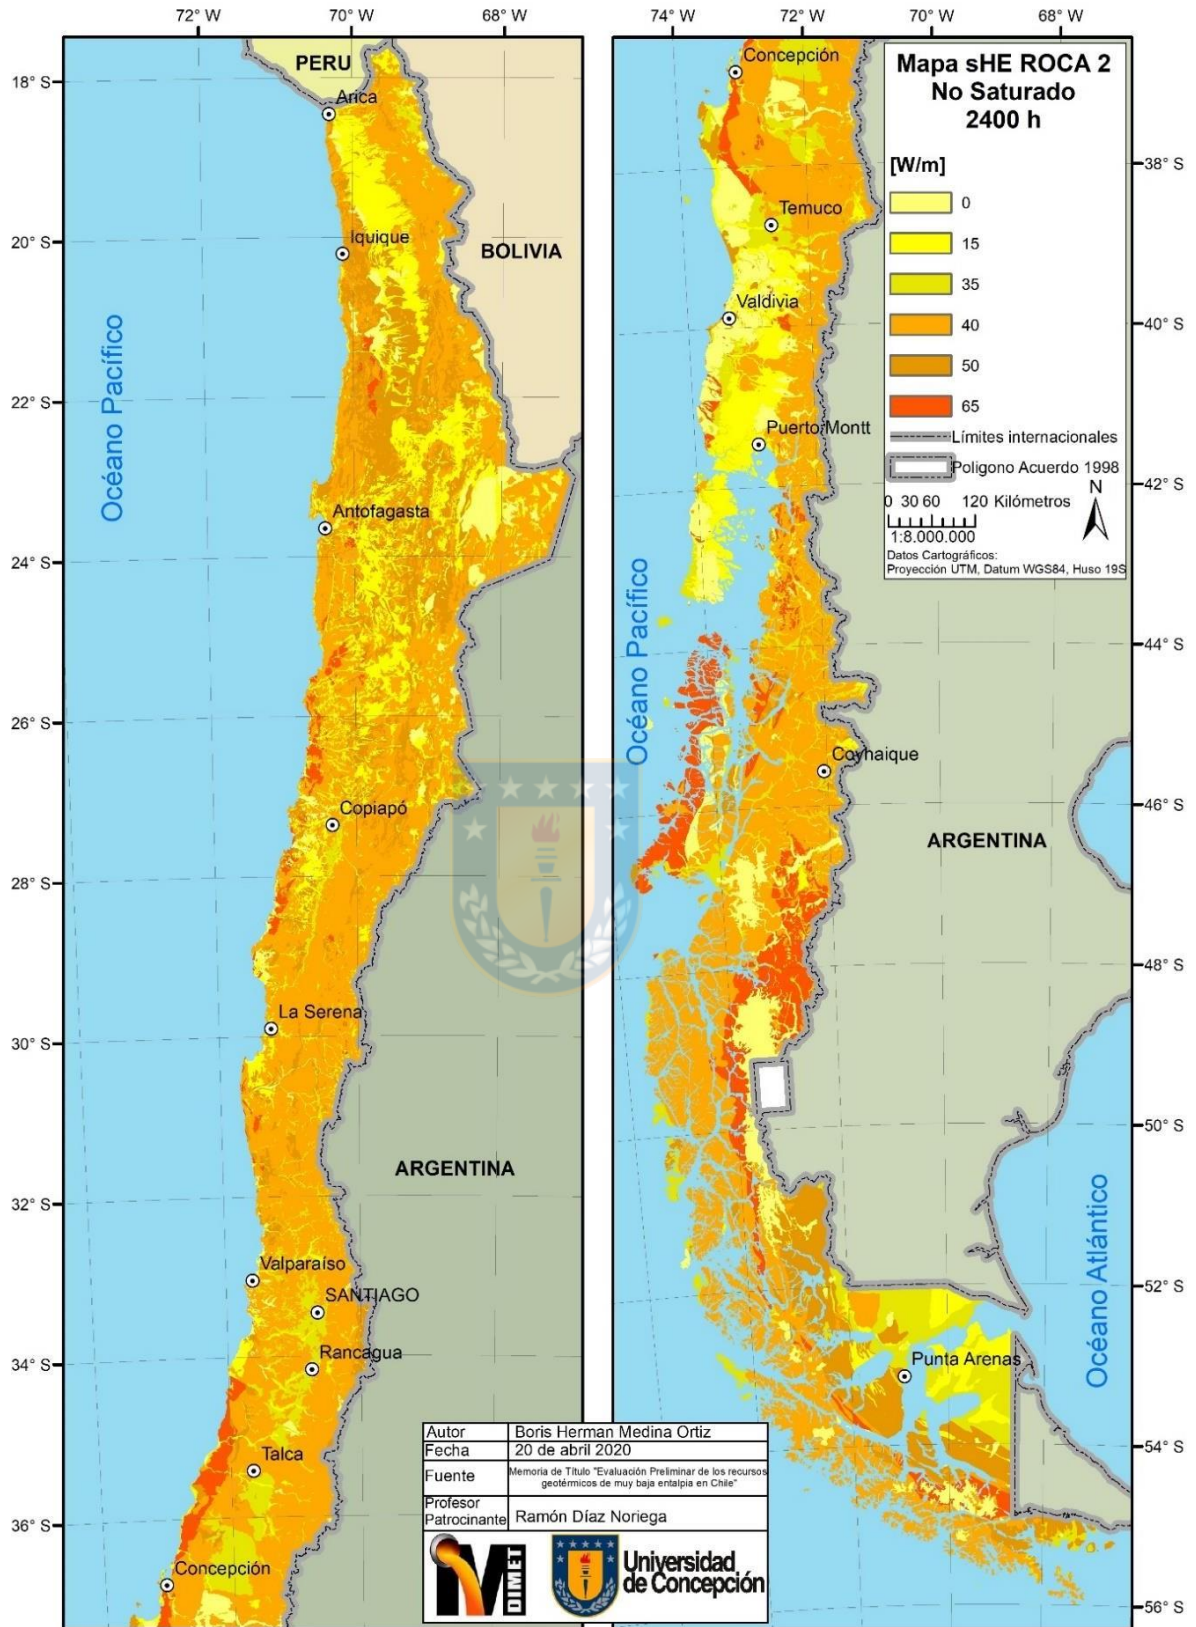 72° W
70° W
68° W
74° W
72° W
70° W
68° W
18° S
20° S
22° S
24° S
26° S
28° S
30° S
32° S
34° S
36° S
PERU
Arica
Iquique
BOLIVIA
Océano Pacífico
Antofagasta
Copiapó
La Serena
ARGENTINA
Valparaíso
SANTIAGO
Rancagua
Talca
Concepción
Concepción
Temuco
Valdivia
Puerto Montt
Océano Pacífico
Coyhaique
ARGENTINA
Océano Atlántico
Punta Arenas
38° S
40° S
42° S
44° S
46° S
48° S
50° S
52° S
54° S
56° S
Mapa sHE ROCA 2
No Saturado
2400 h
[W/m]
0
15
35
40
50
65
Límites internacionales
Poligono Acuerdo 1998
N
0 30 60 120 Kilómetros
1:8.000.000
Datos Cartográficos:
Proyección UTM, Datum WGS84, Huso 19S
Autor Boris Herman Medina Ortiz
Fecha 20 de abril 2020
Fuente Memoria de Título "Evaluación Preliminar de los recursos
geotérmicos de muy baja entalpia en Chile"
Profesor
Patrocinante Ramón Díaz Noriega
DIMET
Universidad
de Concepción